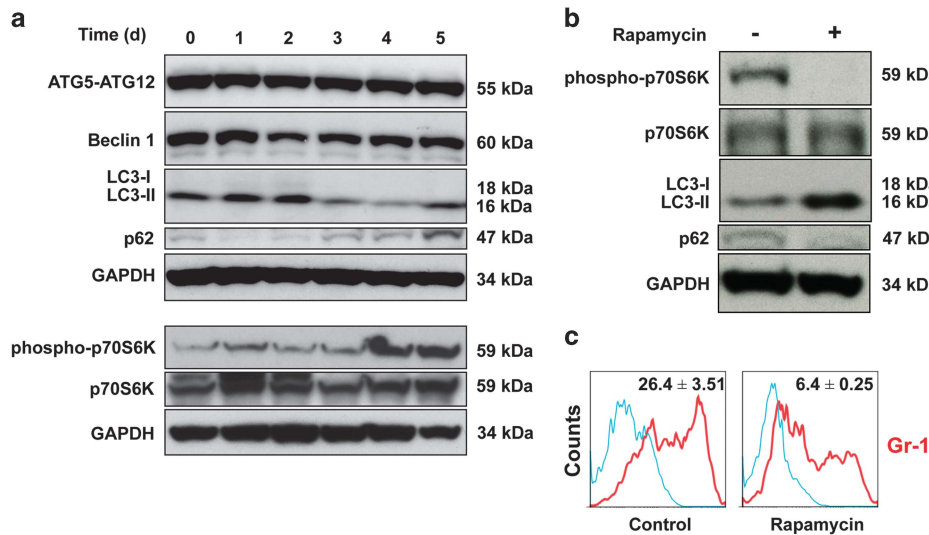 a
Time (d) 0 1 2 3 4 5
ATG5-ATG12 55 kDa
Beclin 1 60 kDa
LC3-I 18 kDa
LC3-II 16 kDa
p62 47 kDa
GAPDH 34 kDa
phospho-p70S6K 59 kDa
p70S6K 59 kDa
GAPDH 34 kDa
b
Rapamycin - +
phospho-p70S6K 59 kD
p70S6K 59 kD
LC3-I 18 kDa
LC3-II 16 kDa
p62 47 kD
GAPDH 34 kD
c
26.4 ± 3.51 6.4 ± 0.25
Counts
Gr-1
Control Rapamycin